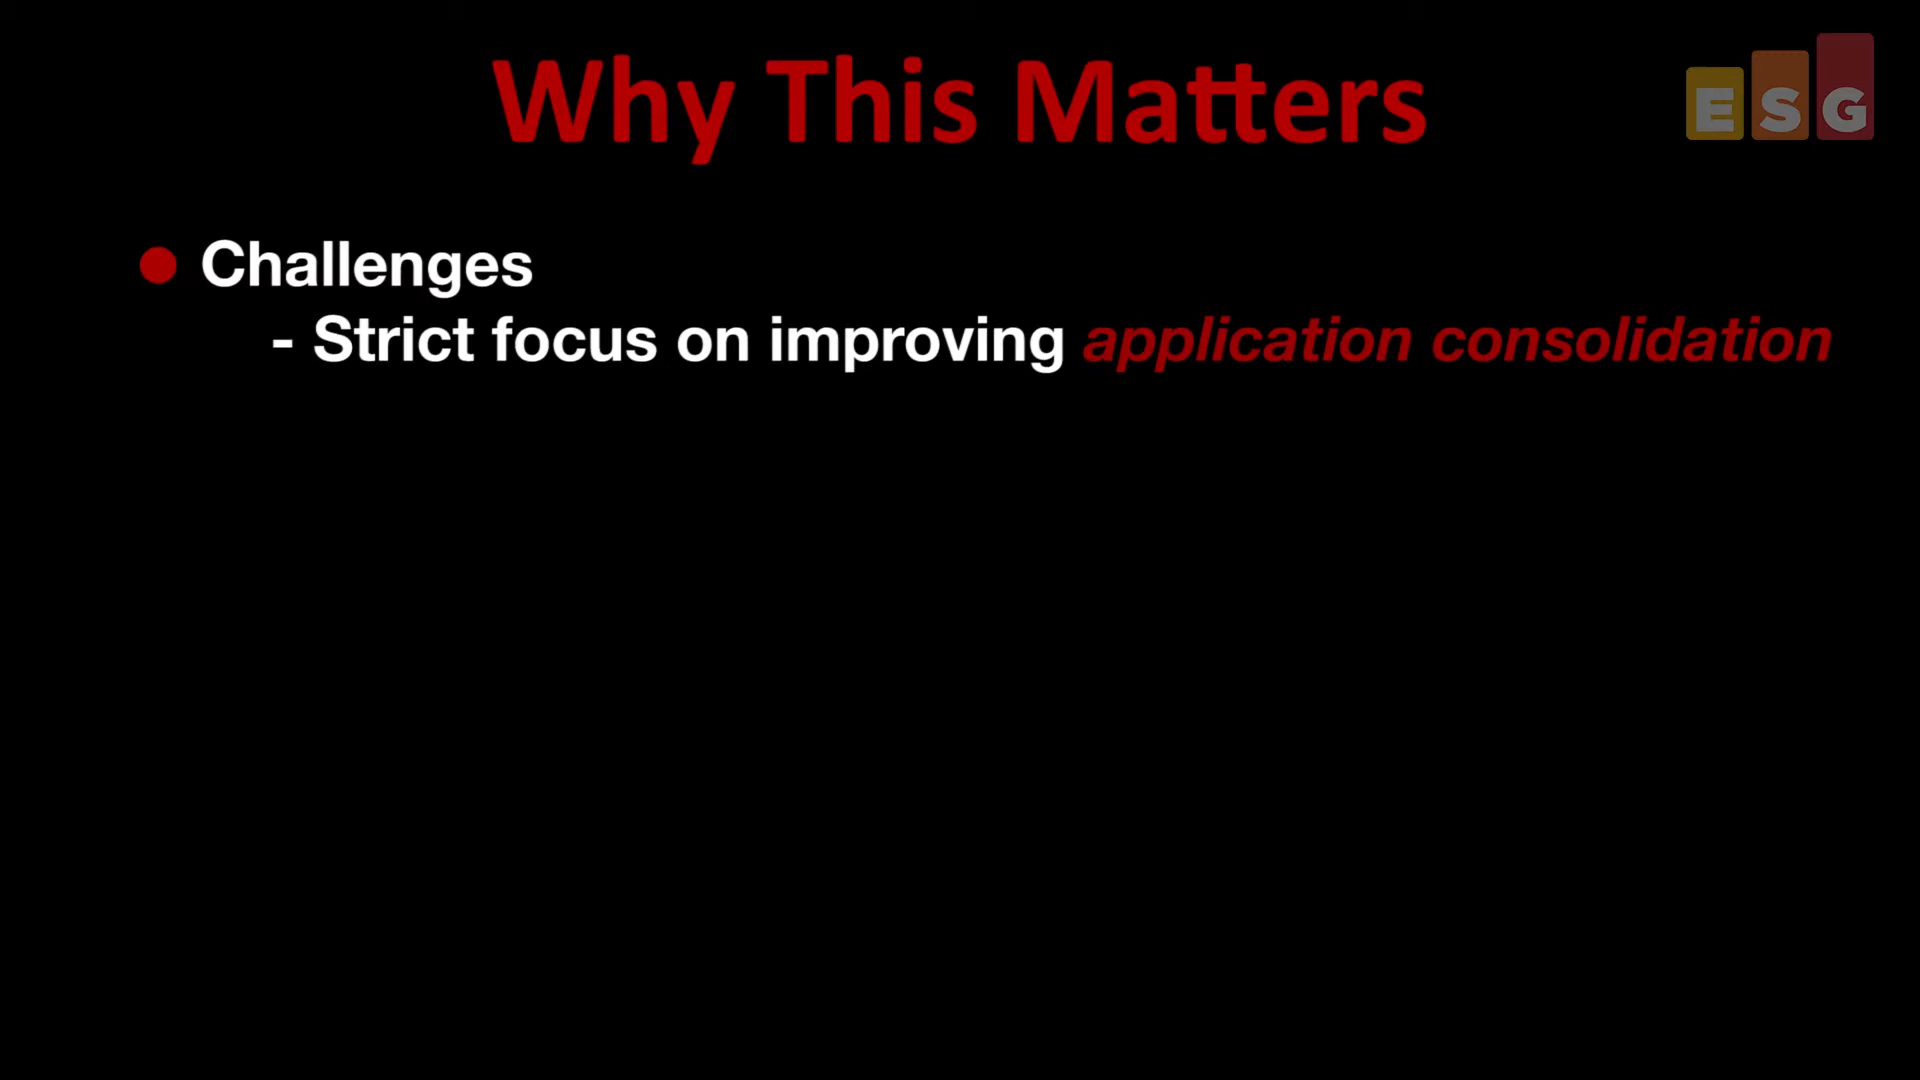 Why This Matters
ESG
Challenges
- Strict focus on improving application consolidation